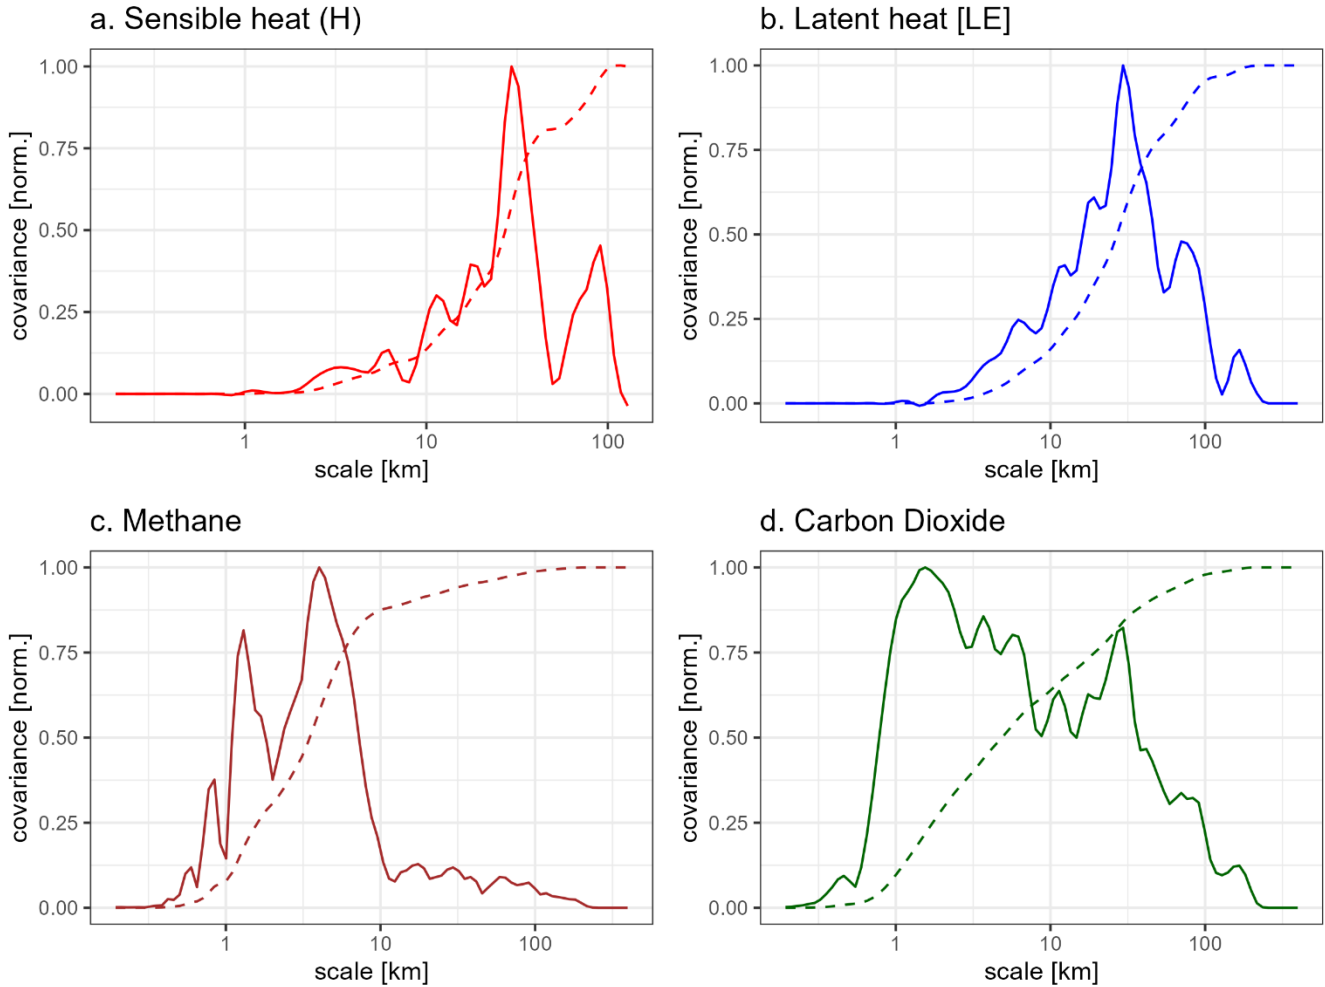 a. Sensible heat (H)
covariance [norm.]
1.00
0.75
0.50
0.25
0.00
1 10 100
scale [km]
b. Latent heat [LE]
covariance [norm.]
1.00
0.75
0.50
0.25
0.00
1 10 100
scale [km]
c. Methane
covariance [norm.]
1.00
0.75
0.50
0.25
0.00
1 10 100
scale [km]
d. Carbon Dioxide
covariance [norm.]
1.00
0.75
0.50
0.25
0.00
1 10 100
scale [km]